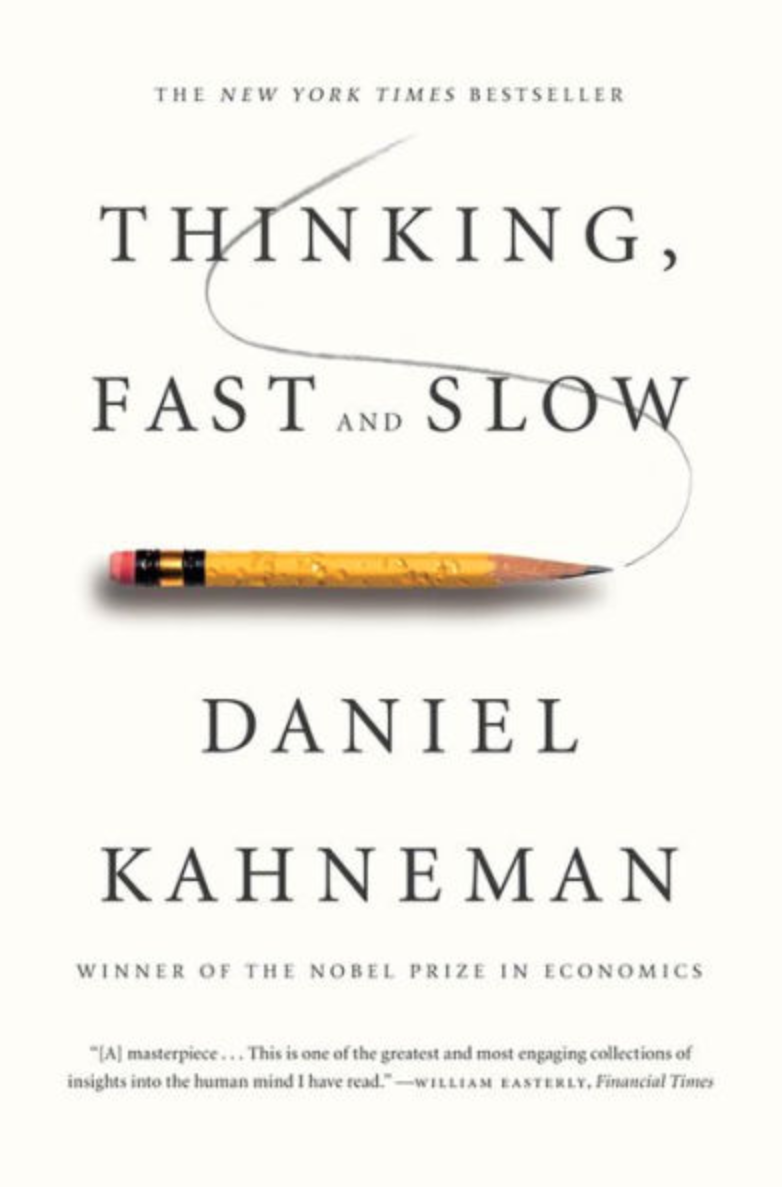 THE NEW YORK TIMES BESTSELLER
THINKING,
FAST AND SLOW
DANIEL
KAHNEMAN
WINNER OF THE NOBEL PRIZE IN ECONOMICS
“[A] masterpiece . . . This is one of the greatest and most engaging collections of
insights into the human mind I have read.” —WILLIAM EASTERLY, Financial Times